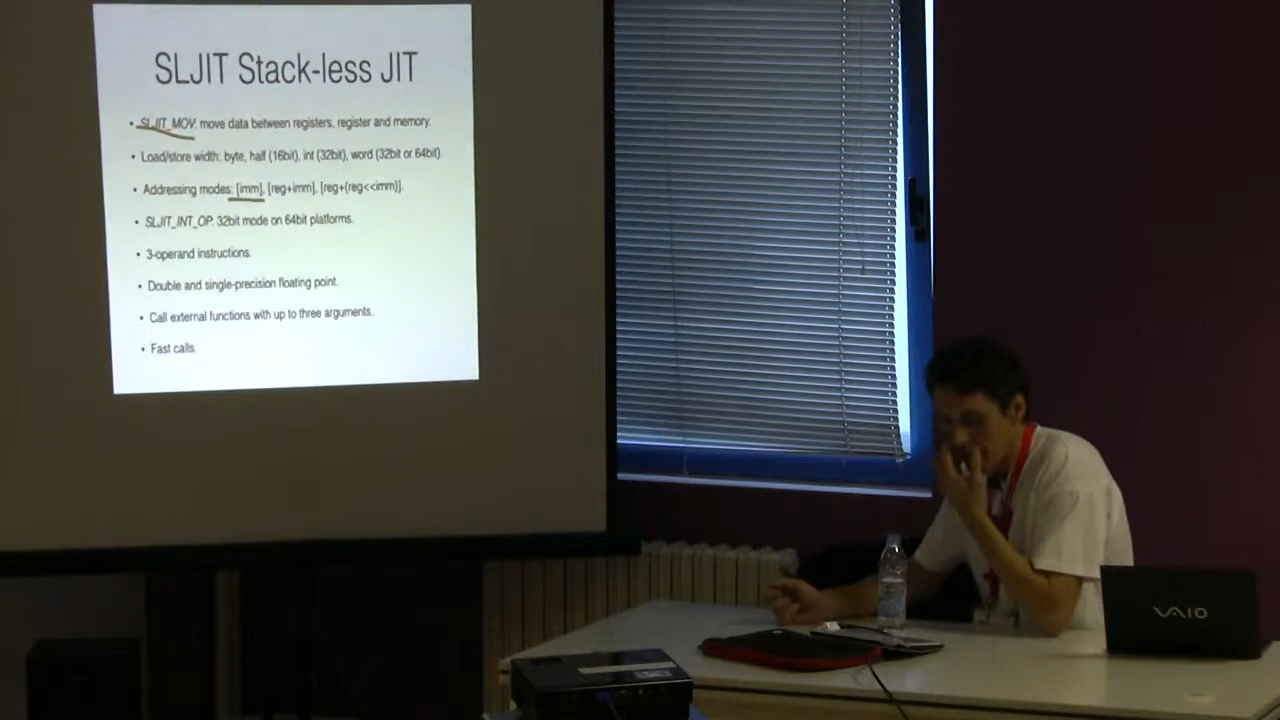 SLJIT Stack-less JIT
• SLJIT_MOV: move data between registers, register and memory.
• Load/store width: byte, half (16bit), int (32bit), word (32bit or 64bit).
• Addressing modes: [imm], [reg+imm], [reg+(reg<<imm)].
• SLJIT_INT_OP: 32bit mode on 64bit platforms.
• 3-operand instructions.
• Double and single-precision floating point.
• Call external functions with up to three arguments.
• Fast calls.
VAIO